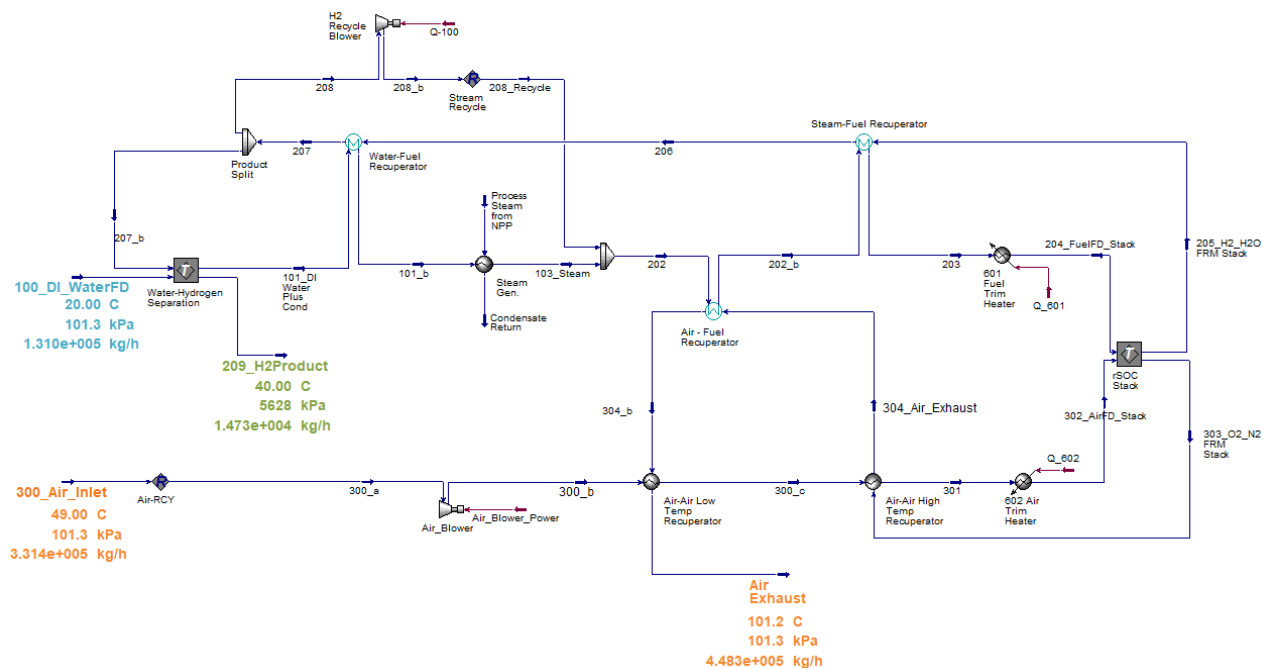 H2
Recycle
Blower
Q-100
208
208_b
208_Recycle
Stream
Recycle
Steam-Fuel Recuperator
207
Water-Fuel
Recuperator
206
Product
Split
Process
Steam
from
NPP
207_b
204_FuelFD_Stack
205_H2_H2O
FRM Stack
100_DI_WaterFD
20.00 C
101.3 kPa
1.310e+005 kg/h
Water-Hydrogen
Separation
101_DI
Water
Plus
Cond
101_b
Steam
Gen.
103_Steam
202
202_b
203
601
Fuel
Trim
Heater
Q_601
Condensate
Return
Air - Fuel
Recuperator
rSOC
Stack
209_H2Product
40.00 C
5628 kPa
1.473e+004 kg/h
304_b
304_Air_Exhaust
302_AirFD_Stack
303_O2_N2
FRM
Stack
300_Air_Inlet
49.00 C
101.3 kPa
3.314e+005 kg/h
Air-RCY
300_a
Air_Blower
Air_Blower_Power
300_b
Air-Air Low
Temp
Recuperator
300_c
Air-Air High
Temp
Recuperator
301
Q_602
602 Air
Trim
Heater
Air
Exhaust
101.2 C
101.3 kPa
4.483e+005 kg/h